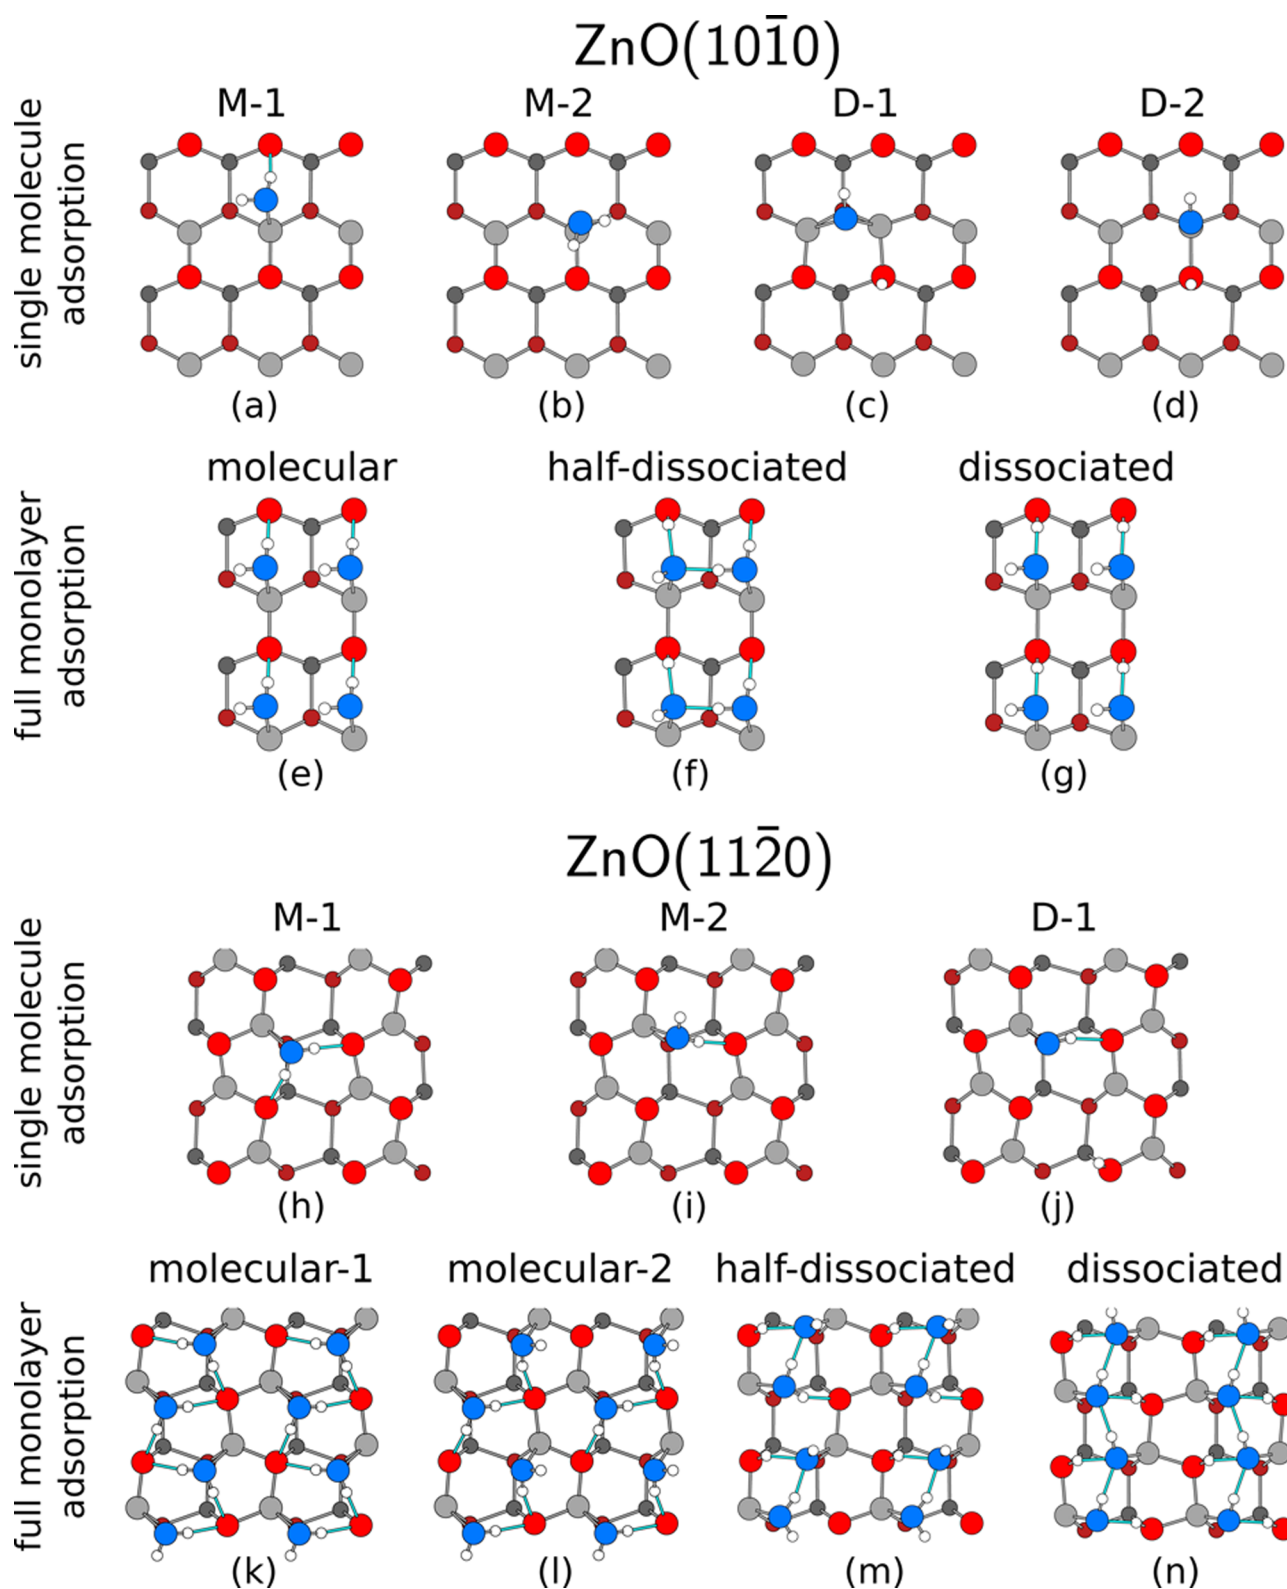 ZnO(101̅0)
single molecule
adsorption
M-1
M-2
D-1
D-2
(a)
(b)
(c)
(d)
full monolayer
adsorption
molecular
half-dissociated
dissociated
(e)
(f)
(g)
ZnO(112̅0)
single molecule
adsorption
M-1
M-2
D-1
(h)
(i)
(j)
full monolayer
adsorption
molecular-1
molecular-2
half-dissociated
dissociated
(k)
(l)
(m)
(n)